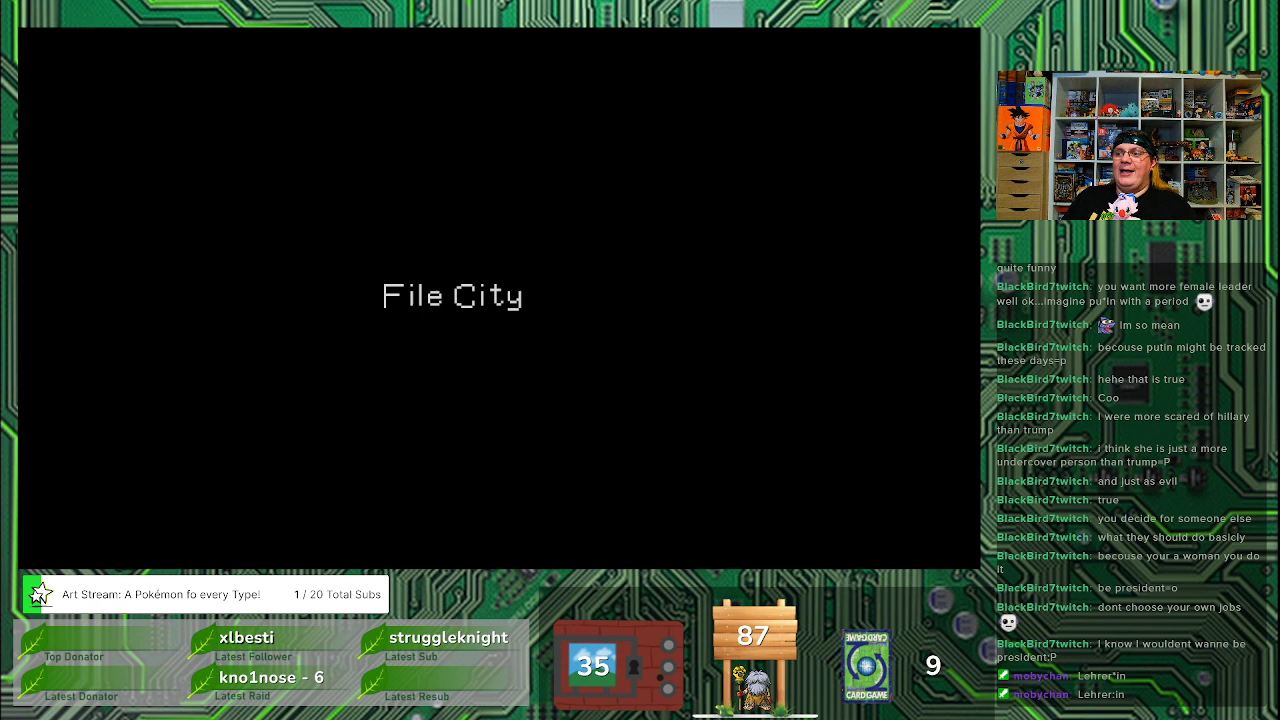 File City
quite funny
BlackBird7twitch: you want more female leader
well ok...imagine pu*in with a period
BlackBird7twitch: Im so mean
BlackBird7twitch: becouse putin might be tracked
these days=p
BlackBird7twitch: hehe that is true
BlackBird7twitch: Coo
BlackBird7twitch: I were more scared of hillary
than trump
BlackBird7twitch: i think she is just a more
undercover person than trump=P
BlackBird7twitch: and just as evil
BlackBird7twitch: true
BlackBird7twitch: you decide for someone else
BlackBird7twitch: what they should do basicly
BlackBird7twitch: becouse your a woman you do
it
BlackBird7twitch: be president=o
BlackBird7twitch: dont choose your own jobs
BlackBird7twitch: I know I wouldent wanne be
president:P
mobychan: Lehrer*in
mobychan: Lehrer:in
Art Stream: A Pokémon fo every Type! 1 / 20 Total Subs
Top Donator
xlbesti
Latest Follower
struggleknight
Latest Sub
Latest Donator
kno1nose - 6
Latest Raid
Latest Resub
35
87
CARDGAME
CARDGAME
9